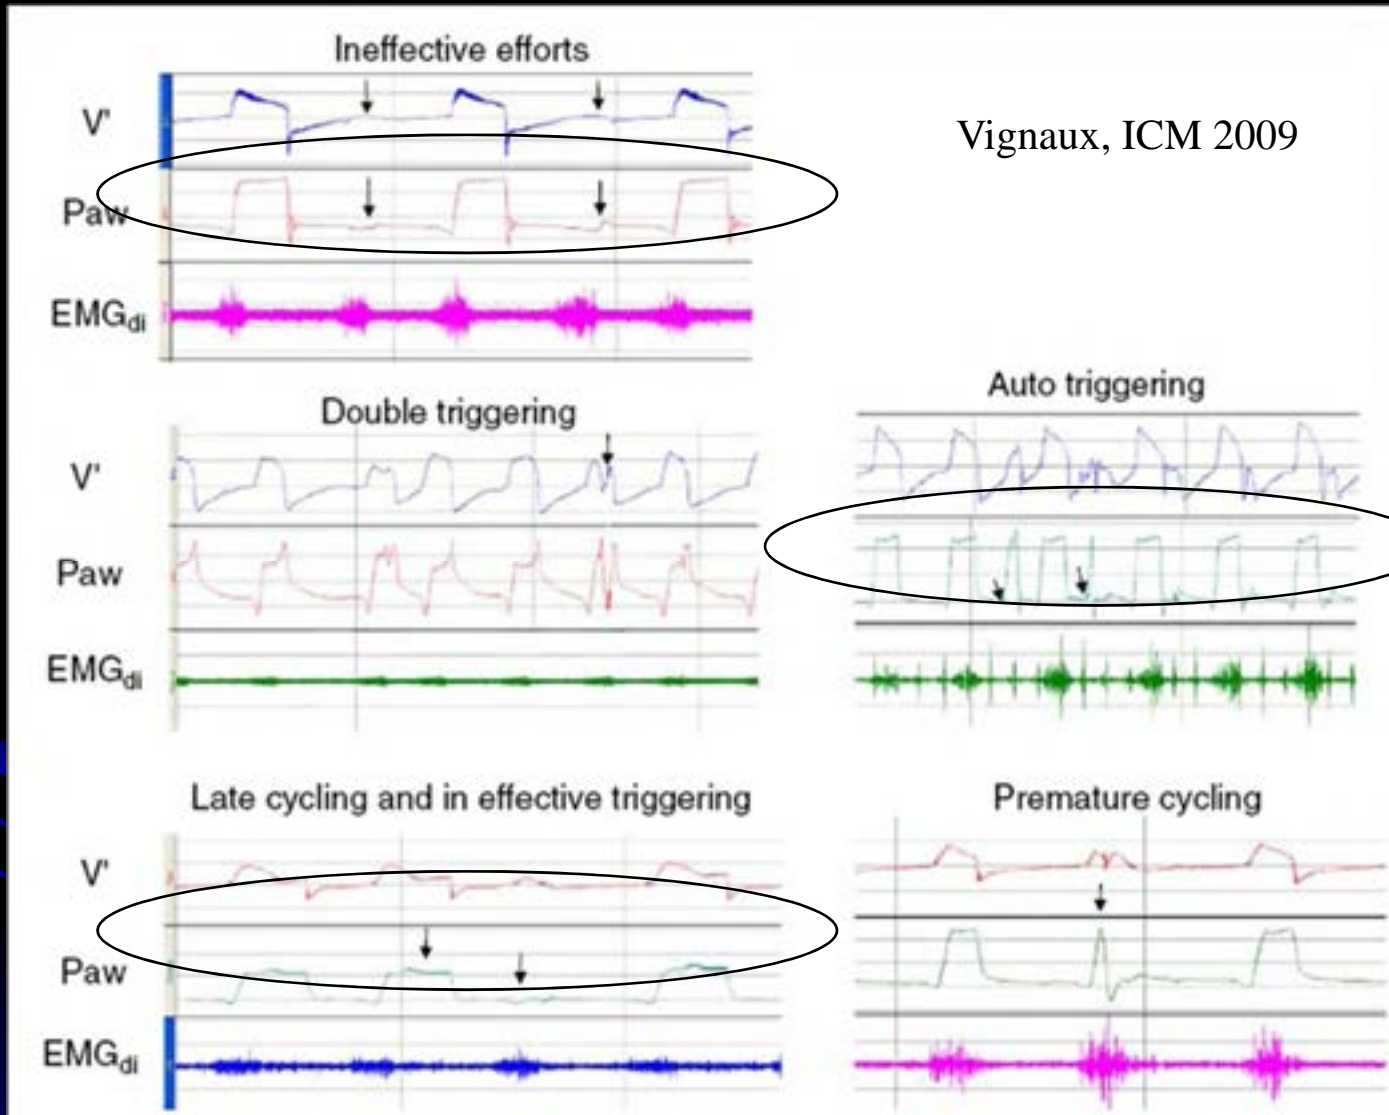 Ineffective efforts
V'
Vignaux, ICM 2009
Paw
EMGdi
Double triggering
Auto triggering
V'
Paw
EMGdi
Late cycling and in effective triggering
Premature cycling
V'
Paw
EMGdi